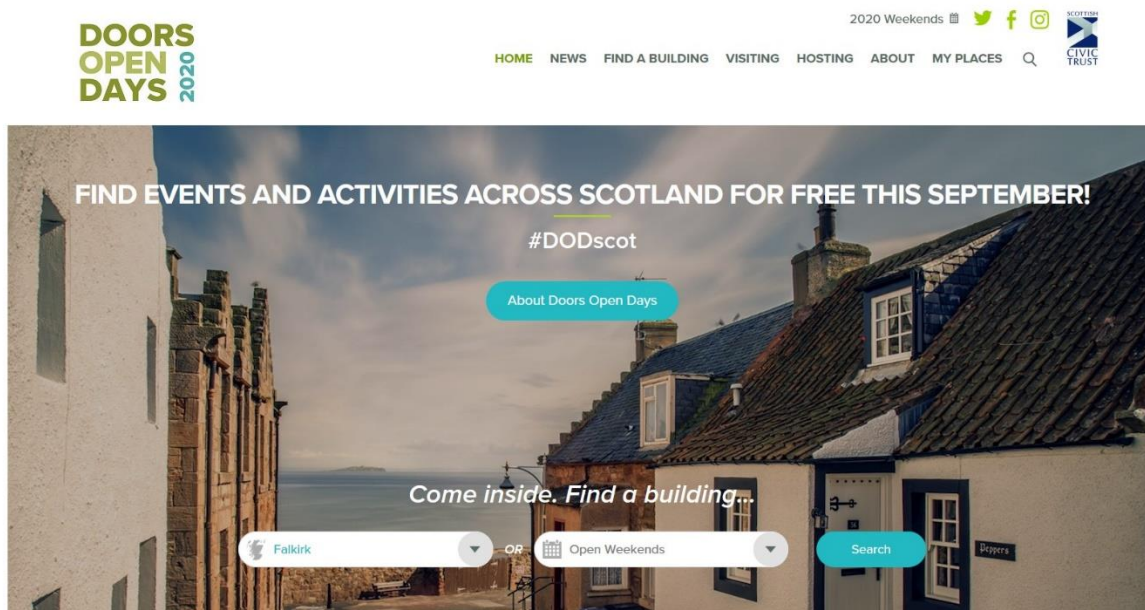 DOORS
OPEN
DAYS
2020
2020 Weekends
SCOTTISH
CIVIC
TRUST
HOME NEWS FIND A BUILDING VISITING HOSTING ABOUT MY PLACES
FIND EVENTS AND ACTIVITIES ACROSS SCOTLAND FOR FREE THIS SEPTEMBER!
#DODscot
About Doors Open Days
Come inside. Find a building...
Falkirk OR Open Weekends Search
Peppers